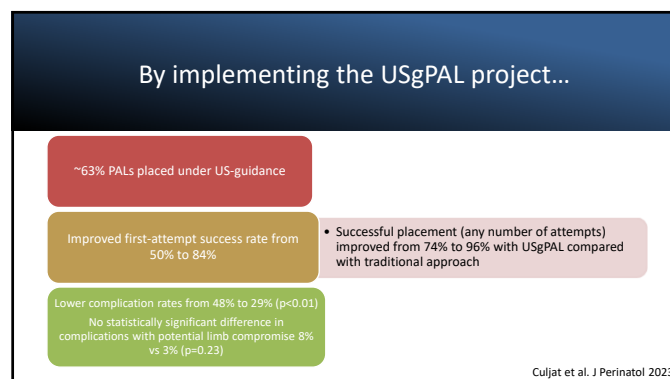 By implementing the USgPAL project…
~63% PALs placed under US-guidance
Improved first-attempt success rate from
50% to 84%
• Successful placement (any number of attempts)
improved from 74% to 96% with USgPAL compared
with traditional approach
Lower complication rates from 48% to 29% (p<0.01)
No statistically significant difference in
complications with potential limb compromise 8%
vs 3% (p=0.23)
Culjat et al. J Perinatol 2023